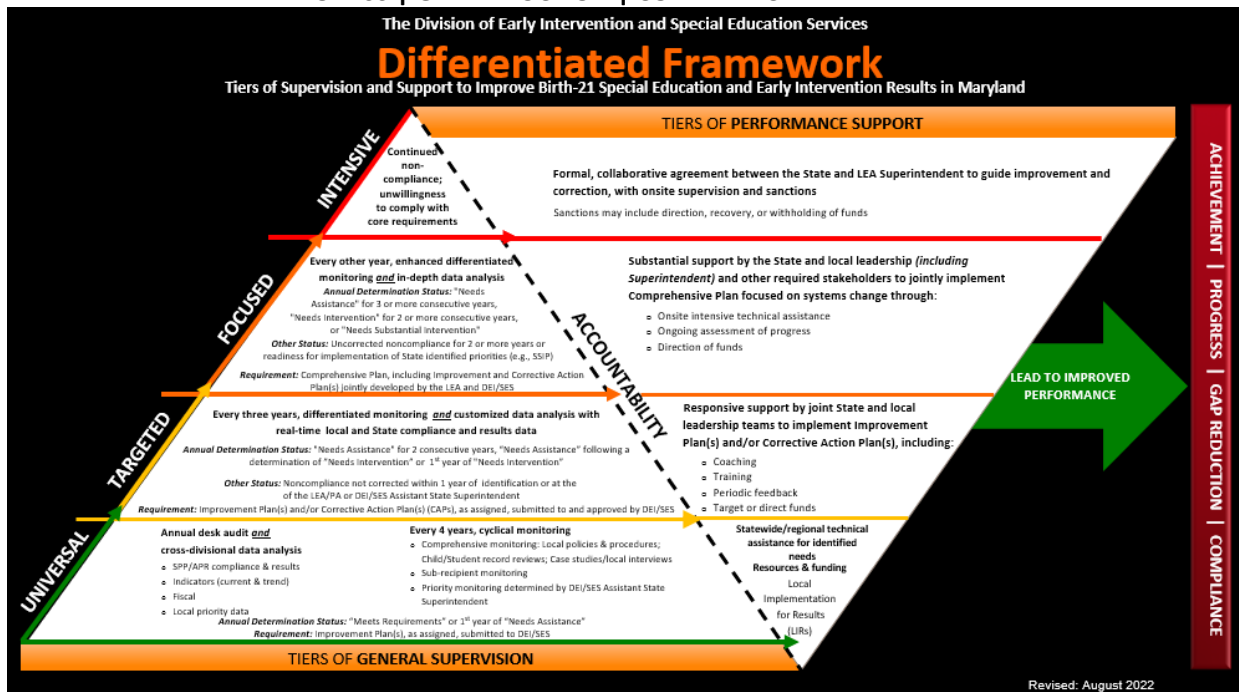 The Division of Early Intervention and Special Education Services
Differentiated Framework
Tiers of Supervision and Support to Improve Birth-21 Special Education and Early Intervention Results in Maryland
TIERS OF PERFORMANCE SUPPORT
INTENSIVE
Continued
non-
compliance;
unwillingness
to comply with
core requirements
Formal, collaborative agreement between the State and LEA Superintendent to guide improvement and
correction, with onsite supervision and sanctions
Sanctions may include direction, recovery, or withholding of funds
FOCUSED
Every other year, enhanced differentiated
monitoring and in-depth data analysis
Annual Determination Status: "Needs
Assistance" for 3 or more consecutive years,
"Needs Intervention" for 2 or more consecutive years,
or "Needs Substantial Intervention"
Other Status: Uncorrected noncompliance for 2 or more years or
readiness for implementation of State identified priorities (e.g., SSIP)
Requirement: Comprehensive Plan, including Improvement and Corrective Action
Plan(s) jointly developed by the LEA and DEI/SES
Substantial support by the State and local leadership (including
Superintendent) and other required stakeholders to jointly implement
Comprehensive Plan focused on systems change through:
o Onsite intensive technical assistance
o Ongoing assessment of progress
o Direction of funds
ACCOUNTABILITY
TARGETED
Every three years, differentiated monitoring and customized data analysis with
real-time local and State compliance and results data
Annual Determination Status: "Needs Assistance" for 2 consecutive years, "Needs Assistance" following a
determination of "Needs Intervention" or 1st year of "Needs Intervention"
Other Status: Noncompliance not corrected within 1 year of identification or at the
of the LEA/PA or DEI/SES Assistant State Superintendent
Requirement: Improvement Plan(s) and/or Corrective Action Plan(s) (CAPs), as assigned, submitted to and approved by DEI/SES
Responsive support by joint State and local
leadership teams to implement Improvement
Plan(s) and/or Corrective Action Plan(s), including:
o Coaching
o Training
o Periodic feedback
o Target or direct funds
UNIVERSAL
Annual desk audit and
cross-divisional data analysis
o SPP/APR compliance & results
o Indicators (current & trend)
o Fiscal
o Local priority data
Every 4 years, cyclical monitoring
o Comprehensive monitoring: Local policies & procedures;
Child/Student record reviews; Case studies/local interviews
o Sub-recipient monitoring
o Priority monitoring determined by DEI/SES Assistant State
Superintendent
Annual Determination Status: "Meets Requirements" or 1st year of "Needs Assistance"
Requirement: Improvement Plan(s), as assigned, submitted to DEI/SES
Statewide/regional technical
assistance for identified
needs
Resources & funding
Local
Implementation
for Results
(LIRs)
TIERS OF GENERAL SUPERVISION
LEAD TO IMPROVED
PERFORMANCE
ACHIEVEMENT | PROGRESS | GAP REDUCTION | COMPLIANCE
Revised: August 2022